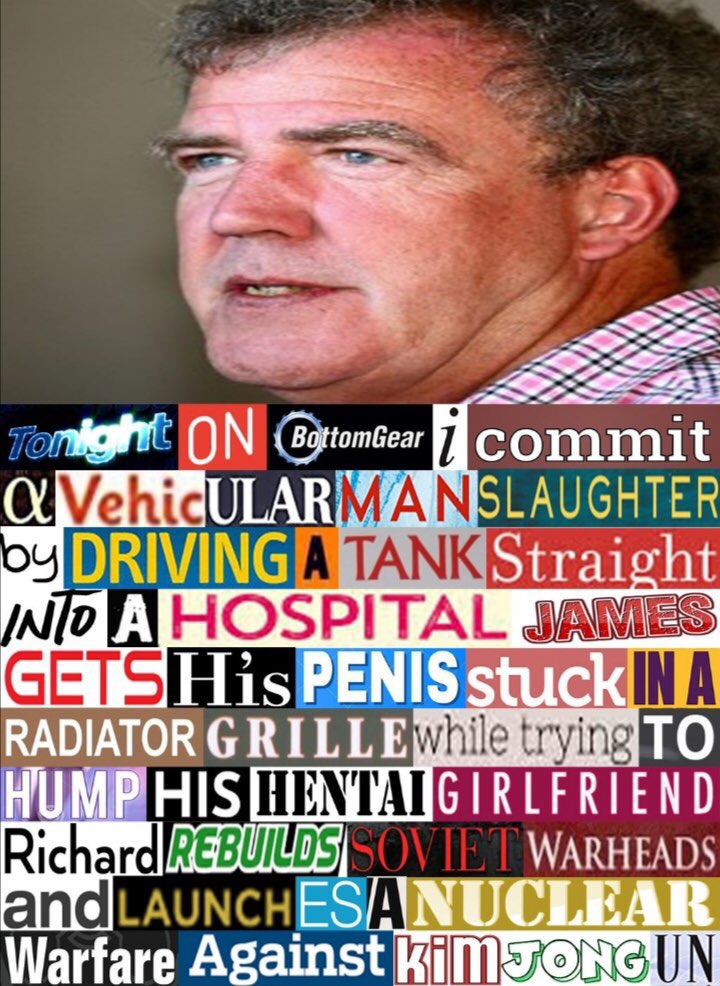 Tonight ON BottomGear i commit
α VehicULAR MAN SLAUGHTER
by DRIVING A TANK Straight
INTO A HOSPITAL JAMES
GETS His PENIS stuck IN A
RADIATOR GRILLE while trying TO
HUMP HIS HENTAI GIRLFRIEND
Richard REBUILDS SOVIET WARHEADS
and LAUNCHES A NUCLEAR
Warfare Against kim JONG UN